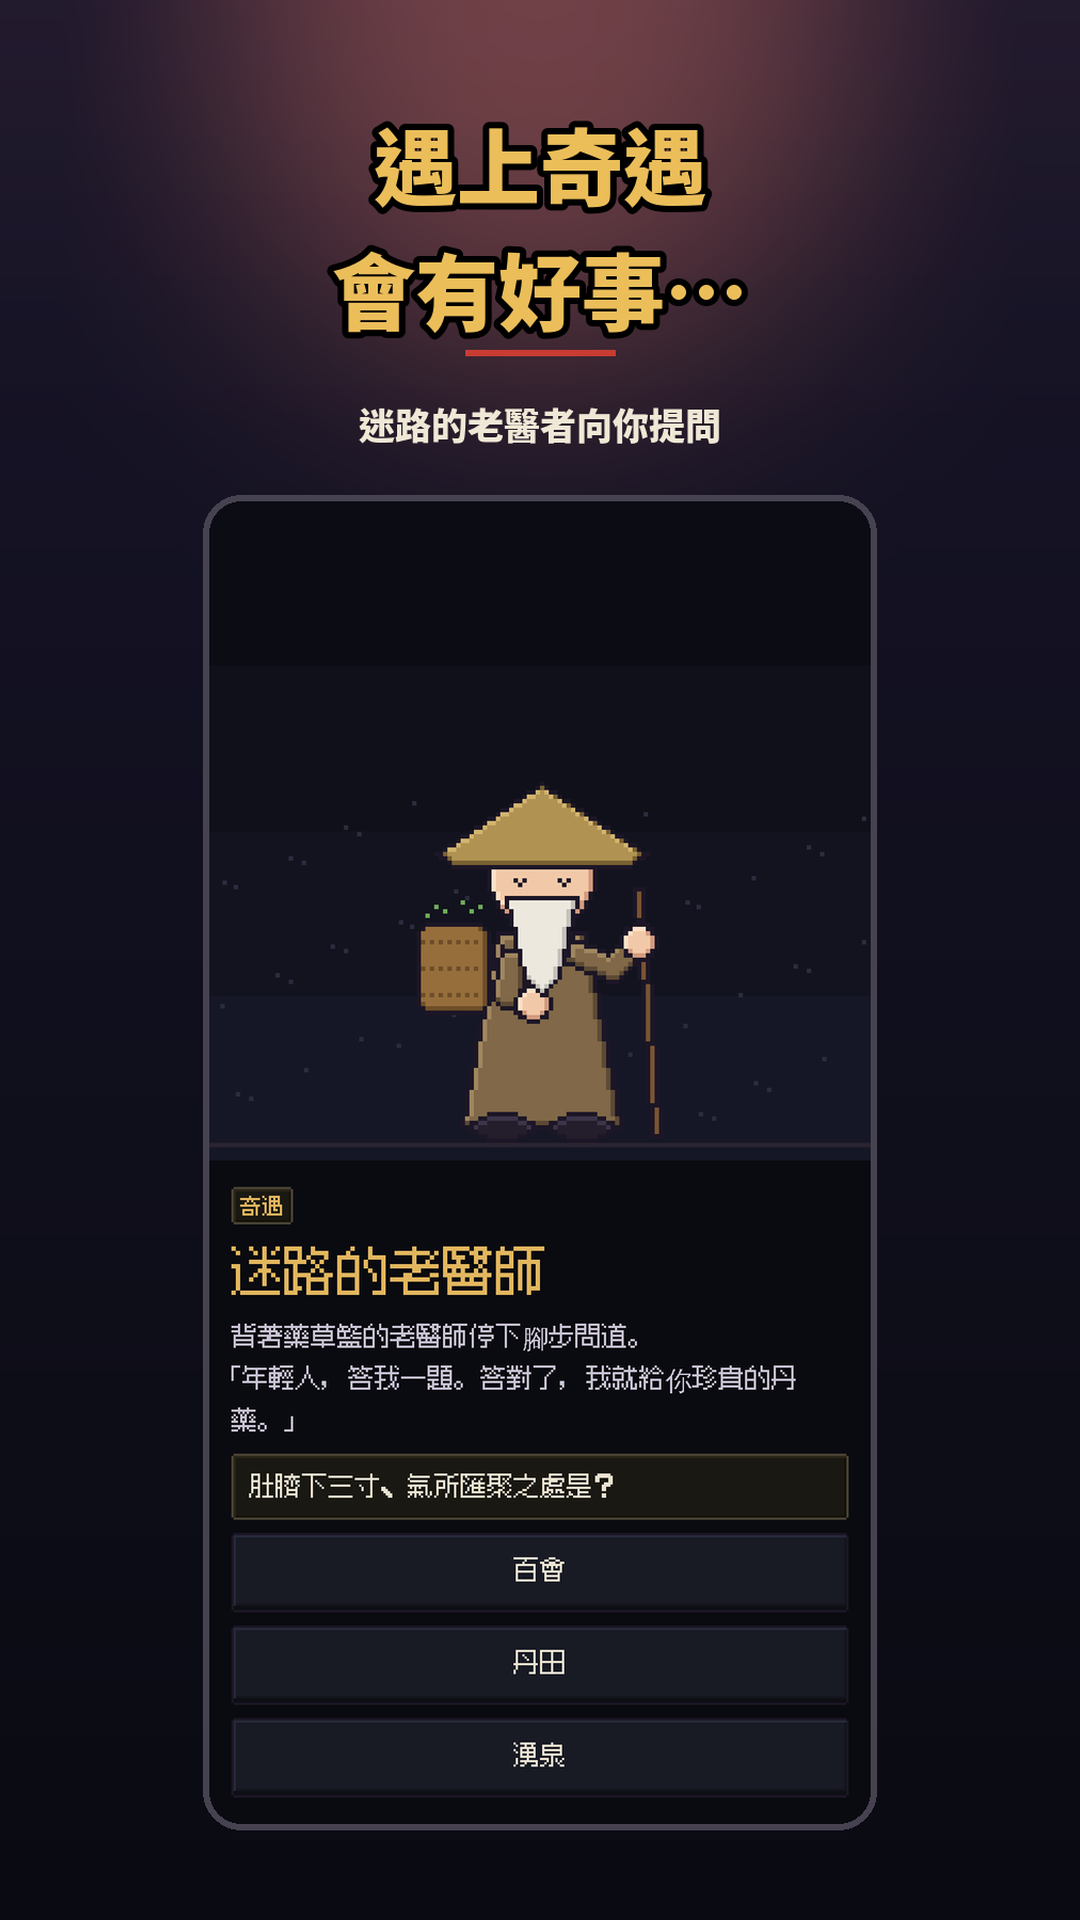 遇上奇遇
會有好事…
迷路的老醫者向你提問
奇遇
迷路的老醫師
背著藥草籃的老醫師停下腳步問道。
「年輕人，答我一題。答對了，我就給你珍貴的丹
藥。」
肚臍下三寸、氣所匯聚之處是？
百會
丹田
湧泉